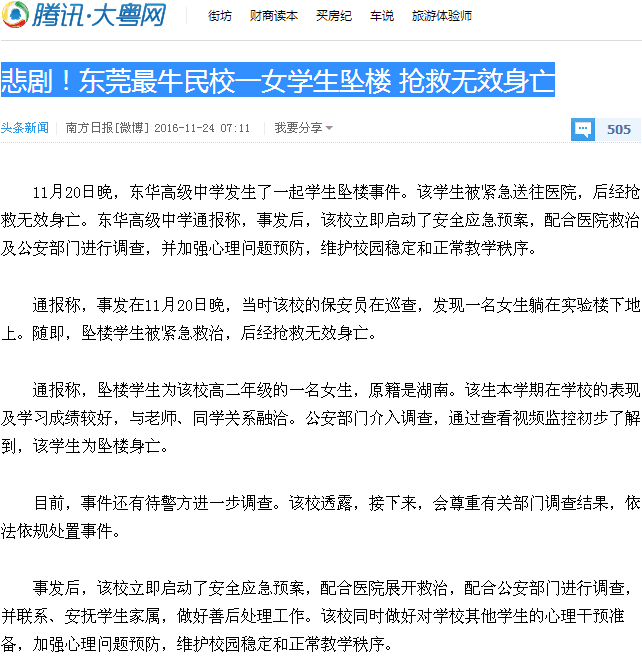 腾讯·大粤网 街坊 财商读本 买房纪 车说 旅游体验师
悲剧！东莞最牛民校一女学生坠楼 抢救无效身亡
头条新闻 南方日报[微博] 2016-11-24 07:11 我要分享 505
11月20日晚，东华高级中学发生了一起学生坠楼事件。该学生被紧急送往医院，后经抢
救无效身亡。东华高级中学通报称，事发后，该校立即启动了安全应急预案，配合医院救治
及公安部门进行调查，并加强心理问题预防，维护校园稳定和正常教学秩序。
通报称，事发在11月20日晚，当时该校的保安员在巡查，发现一名女生躺在实验楼下地
上。随即，坠楼学生被紧急救治，后经抢救无效身亡。
通报称，坠楼学生为该校高二年级的一名女生，原籍是湖南。该生本学期在学校的表现
及学习成绩较好，与老师、同学关系融洽。公安部门介入调查，通过查看视频监控初步了解
到，该学生为坠楼身亡。
目前，事件还有待警方进一步调查。该校透露，接下来，会尊重有关部门调查结果，依
法依规处置事件。
事发后，该校立即启动了安全应急预案，配合医院展开救治，配合公安部门进行调查，
并联系、安抚学生家属，做好善后处理工作。该校同时做好对学校其他学生的心理干预准
备，加强心理问题预防，维护校园稳定和正常教学秩序。